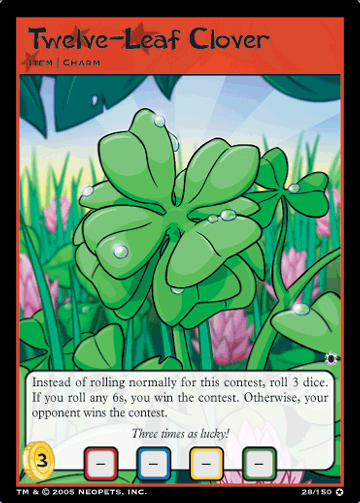 Twelve-Leaf Clover
Item | Charm
Instead of rolling normally for this contest, roll 3 dice.
If you roll any 6s, you win the contest. Otherwise, your
opponent wins the contest.
Three times as lucky!
3 – – – –
TM & © 2005 NEOPETS, INC. 28/150